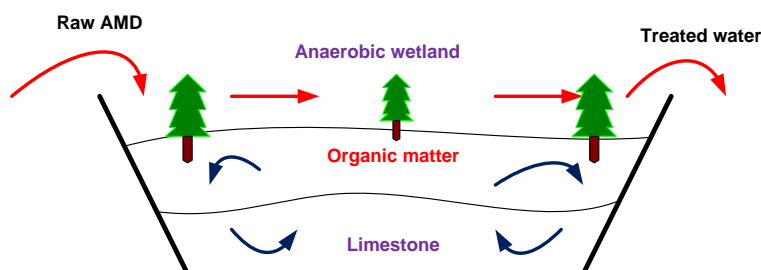 Raw AMD
Treated water
Anaerobic wetland
Organic matter
Limestone